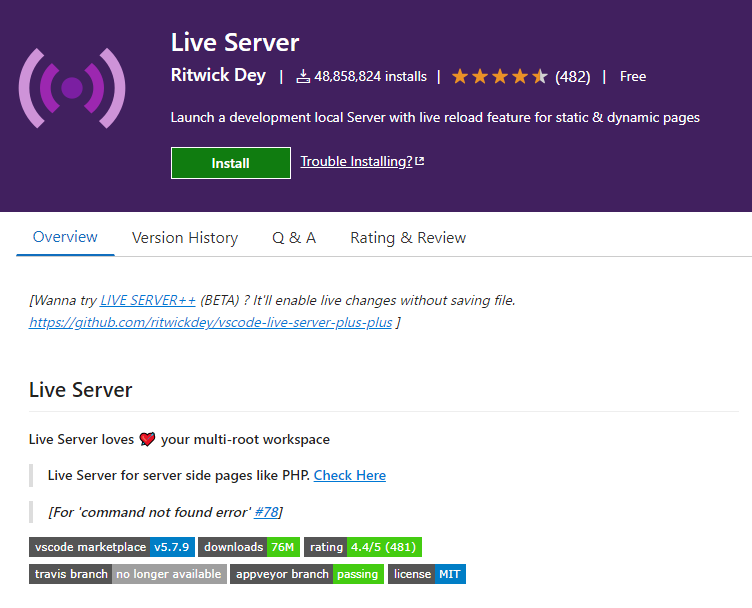 Live Server
Ritwick Dey | 48,858,824 installs | (482) | Free
Launch a development local Server with live reload feature for static & dynamic pages
Install Trouble Installing?
Overview Version History Q & A Rating & Review
[Wanna try LIVE SERVER++ (BETA) ? It'll enable live changes without saving file.
https://github.com/ritwickdey/vscode-live-server-plus-plus ]
Live Server
Live Server loves 💖 your multi-root workspace
Live Server for server side pages like PHP. Check Here
[For 'command not found error' #78]
vscode marketplace v5.7.9 downloads 76M rating 4.4/5 (481)
travis branch no longer available appveyor branch passing license MIT